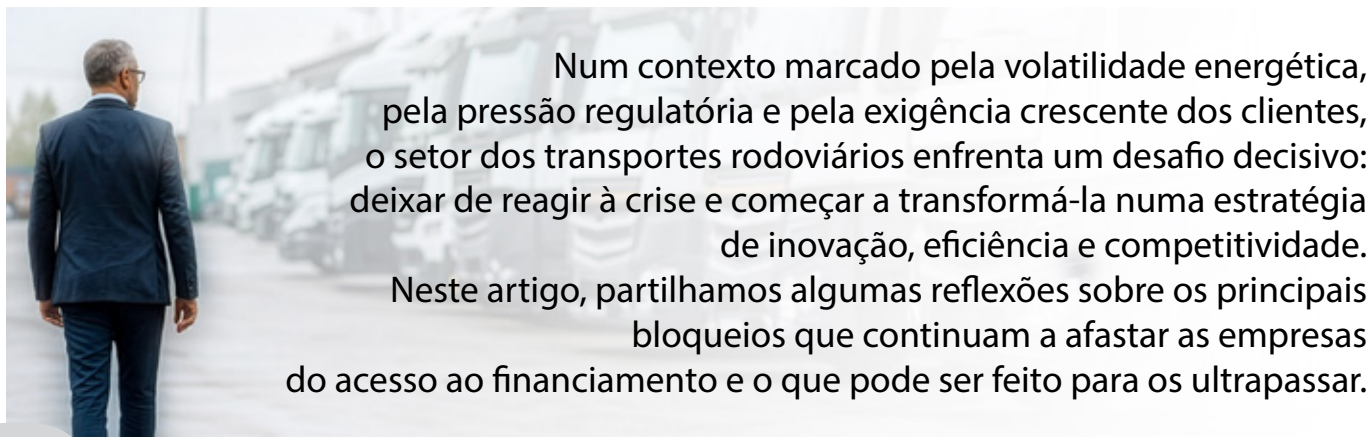 Num contexto marcado pela volatilidade energética,
pela pressão regulatória e pela exigência crescente dos clientes,
o setor dos transportes rodoviários enfrenta um desafio decisivo:
deixar de reagir à crise e começar a transformá-la numa estratégia
de inovação, eficiência e competitividade.
Neste artigo, partilhamos algumas reflexões sobre os principais
bloqueios que continuam a afastar as empresas
do acesso ao financiamento e o que pode ser feito para os ultrapassar.